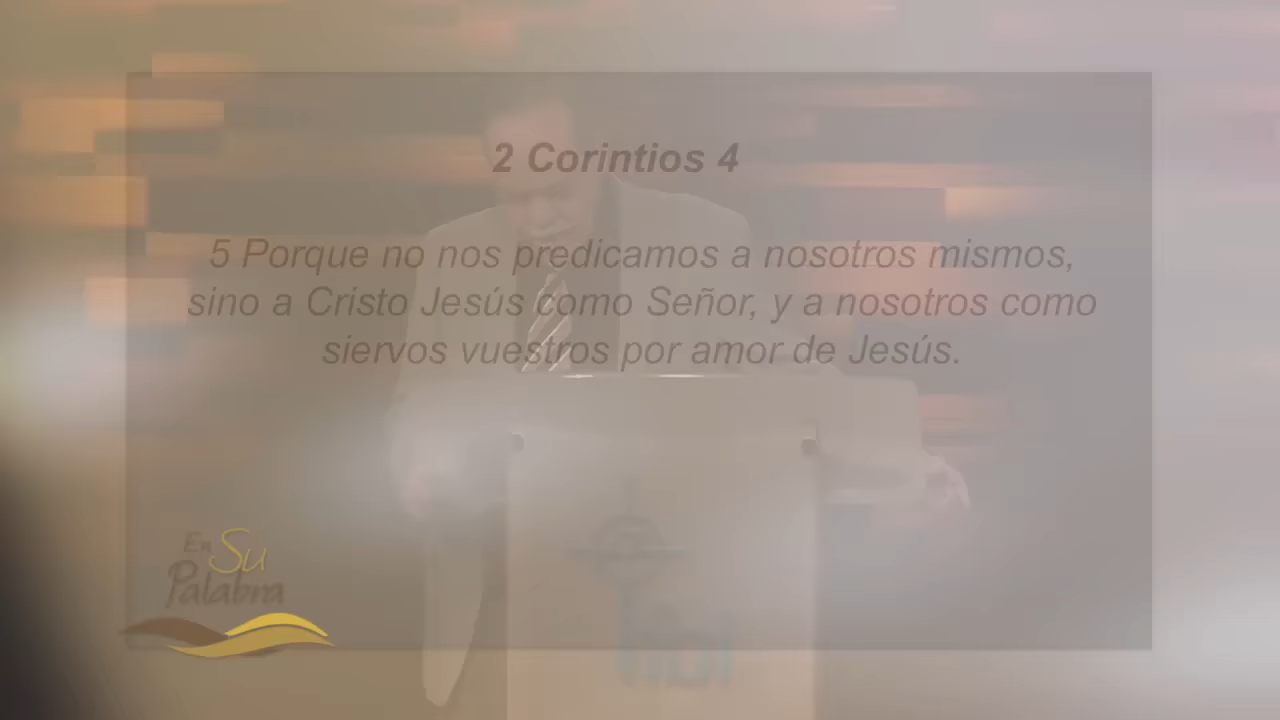 2 Corintios 4
5 Porque no nos predicamos a nosotros mismos,
sino a Cristo Jesús como Señor, y a nosotros como
siervos vuestros por amor de Jesús.
En Su
Palabra